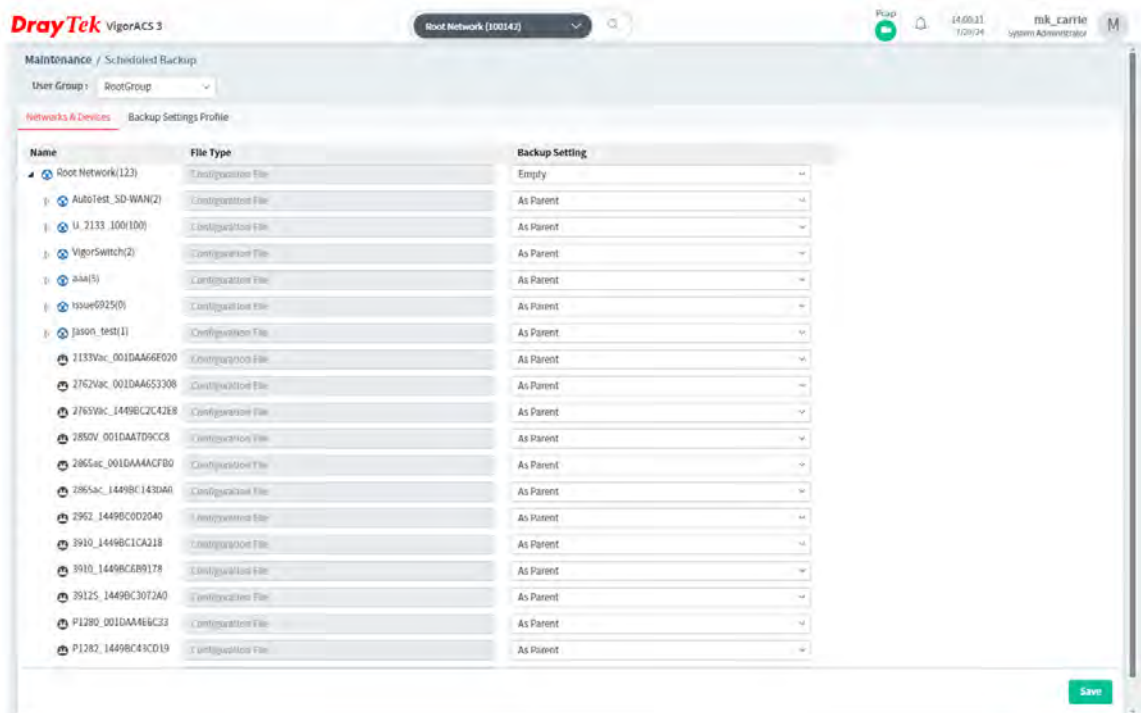 DrayTek VigorACS 3
Root Network (100142)
Pcap
mk_carrie
System Administrator
M
Maintenance / Scheduled Backup
User Group : RootGroup
Networks & Devices Backup Settings Profile
Name File Type Backup Setting
Root Network(123) Configuration File Empty
AutoTest_SD-WAN(2) Configuration File As Parent
U_2133_100(100) Configuration File As Parent
VigorSwitch(2) Configuration File As Parent
aaa(5) Configuration File As Parent
issue6925(0) Configuration File As Parent
Jason_test(1) Configuration File As Parent
2133Vac_001DAA66E020 Configuration File As Parent
2762Vac_001DAA653308 Configuration File As Parent
2765Vac_1449BC2C42E8 Configuration File As Parent
2850V_001DAA7D9CC8 Configuration File As Parent
2865ac_001DAA4ACFB0 Configuration File As Parent
2865ac_1449BC143DA0 Configuration File As Parent
2962_1449BC0D2040 Configuration File As Parent
3910_1449BC1CA218 Configuration File As Parent
3910_1449BC6B9178 Configuration File As Parent
3912S_1449BC3072A0 Configuration File As Parent
P1280_001DAA4E6C33 Configuration File As Parent
P1282_1449BC43CD19 Configuration File As Parent
Save